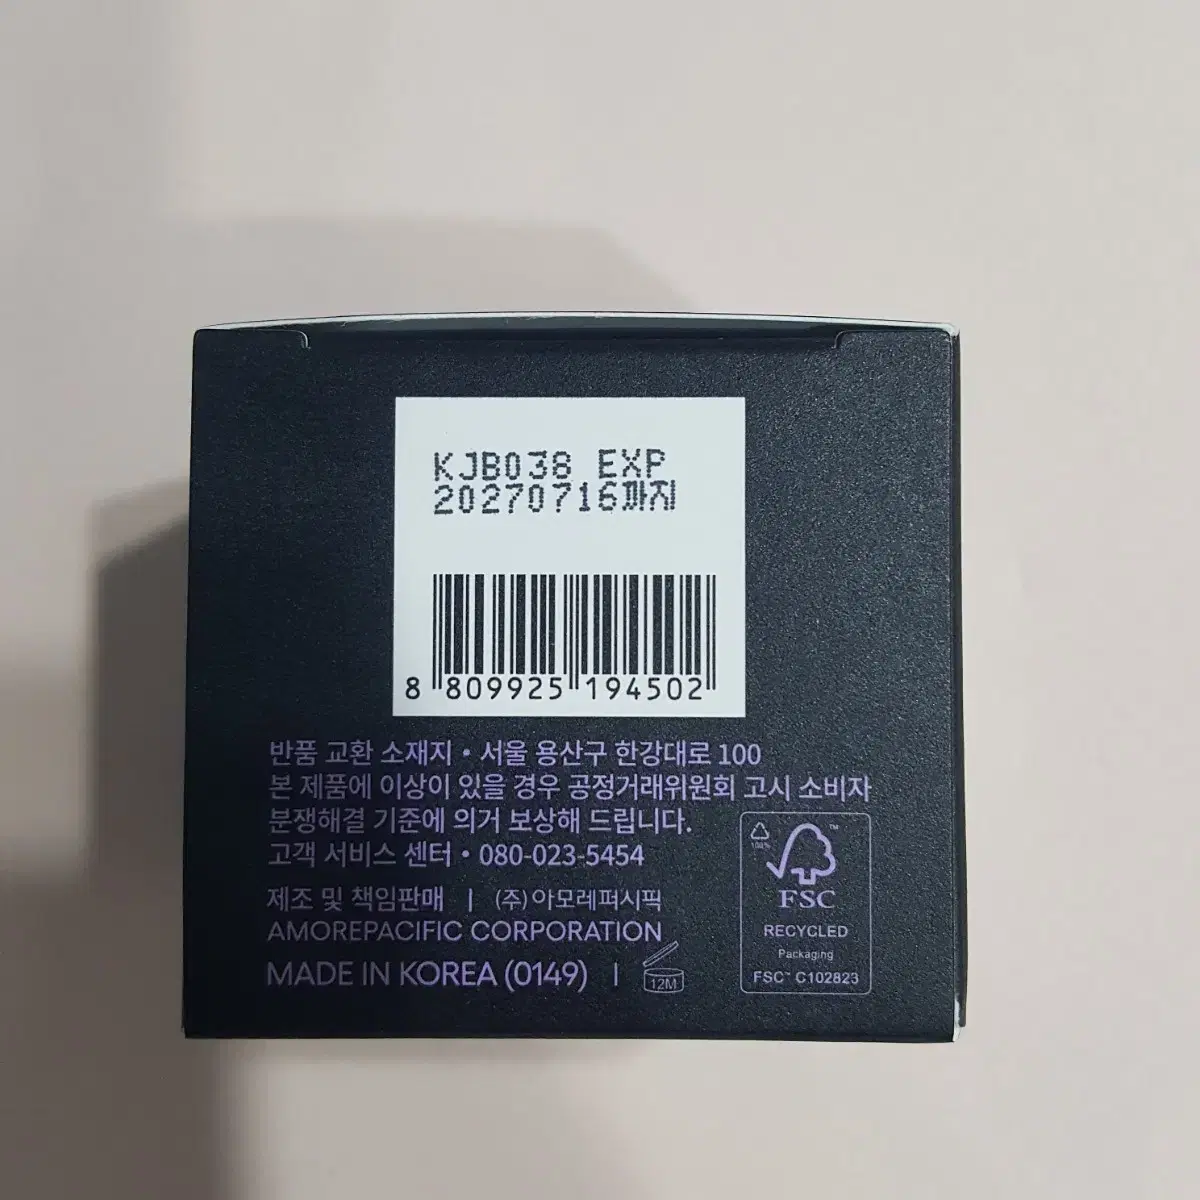 KJB038 EXP
20270716까지
8 809925 194502
반품 교환 소재지 • 서울 용산구 한강대로 100
본 제품에 이상이 있을 경우 공정거래위원회 고시 소비자
분쟁해결 기준에 의거 보상해 드립니다.
고객 서비스 센터 • 080-023-5454
제조 및 책임판매 | (주)아모레퍼시픽
AMOREPACIFIC CORPORATION
MADE IN KOREA (0149) | 12M
100%
™
FSC
RECYCLED
Packaging
FSC™ C102823